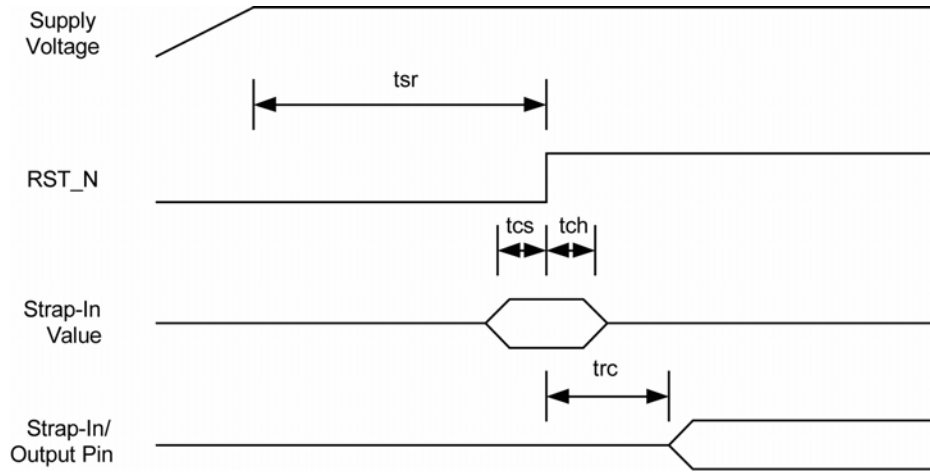 Supply
Voltage
tsr
RST_N
tcs
tch
Strap-In
Value
trc
Strap-In/
Output Pin